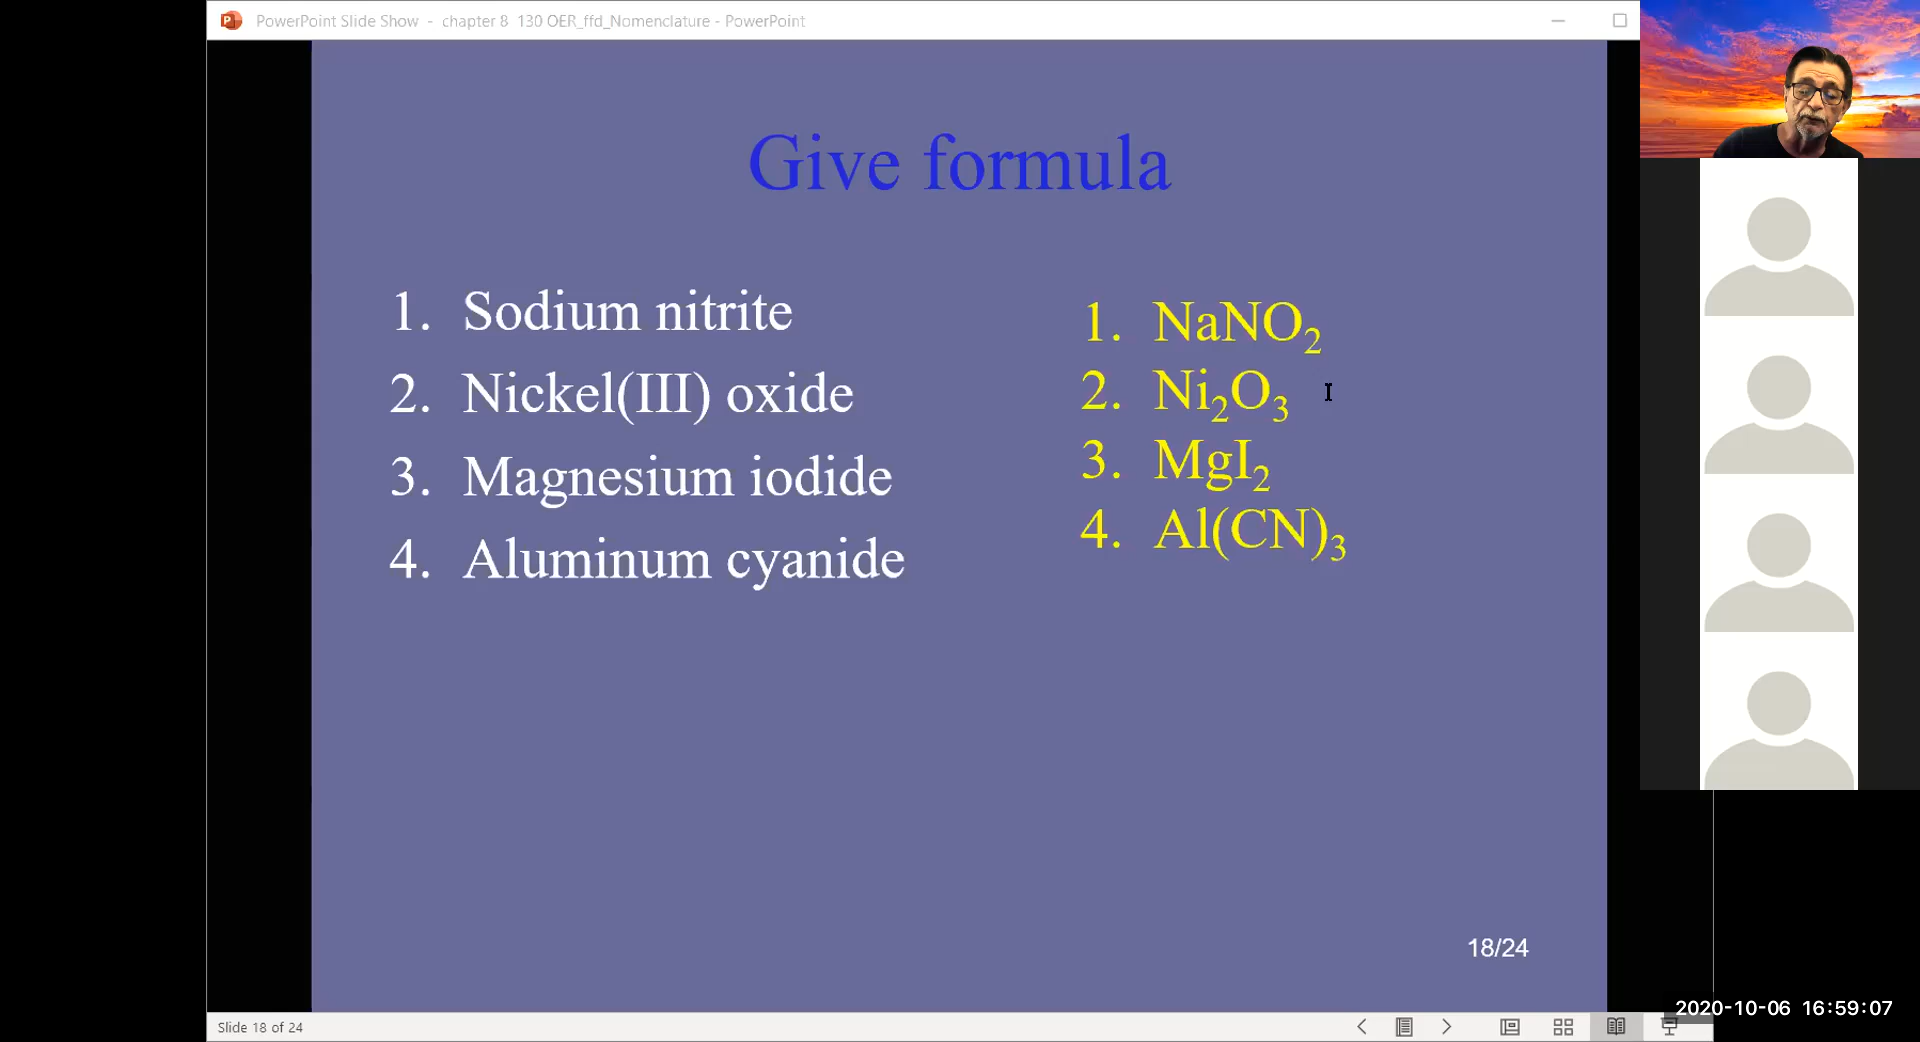 PowerPoint Slide Show - chapter 8 130 OER_ffd_Nomenclature - PowerPoint
Give formula
1. Sodium nitrite
2. Nickel(III) oxide
3. Magnesium iodide
4. Aluminum cyanide
1. NaNO₂
2. Ni₂O₃
3. MgI₂
4. Al(CN)₃
18/24
2020-10-06 16:59:07
Slide 18 of 24